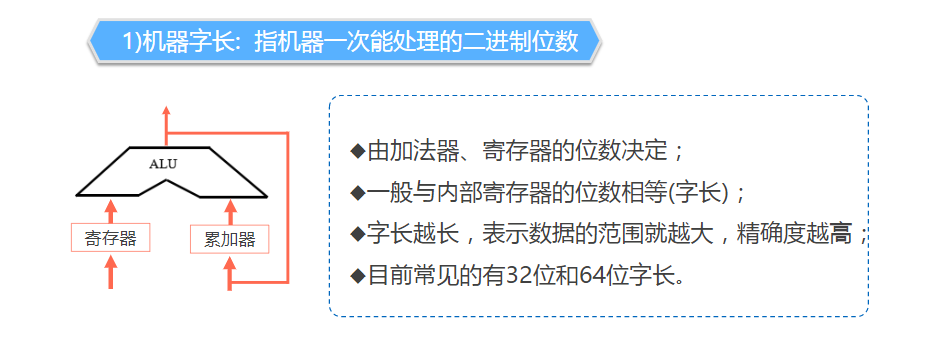 1)机器字长: 指机器一次能处理的二进制位数
ALU
寄存器
累加器
◆由加法器、寄存器的位数决定；
◆一般与内部寄存器的位数相等(字长)；
◆字长越长，表示数据的范围就越大，精确度越高；
◆目前常见的有32位和64位字长。